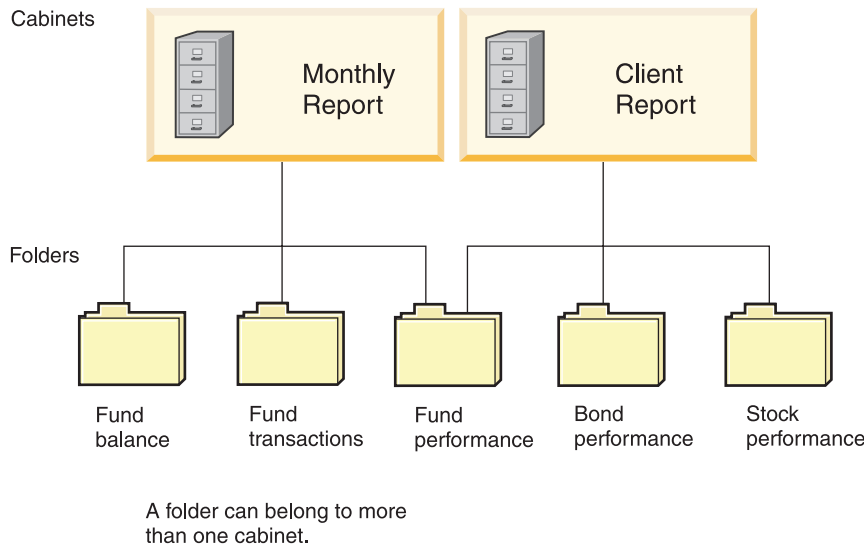 Cabinets
Monthly
Report
Client
Report
Folders
Fund
balance
Fund
transactions
Fund
performance
Bond
performance
Stock
performance
A folder can belong to more
than one cabinet.